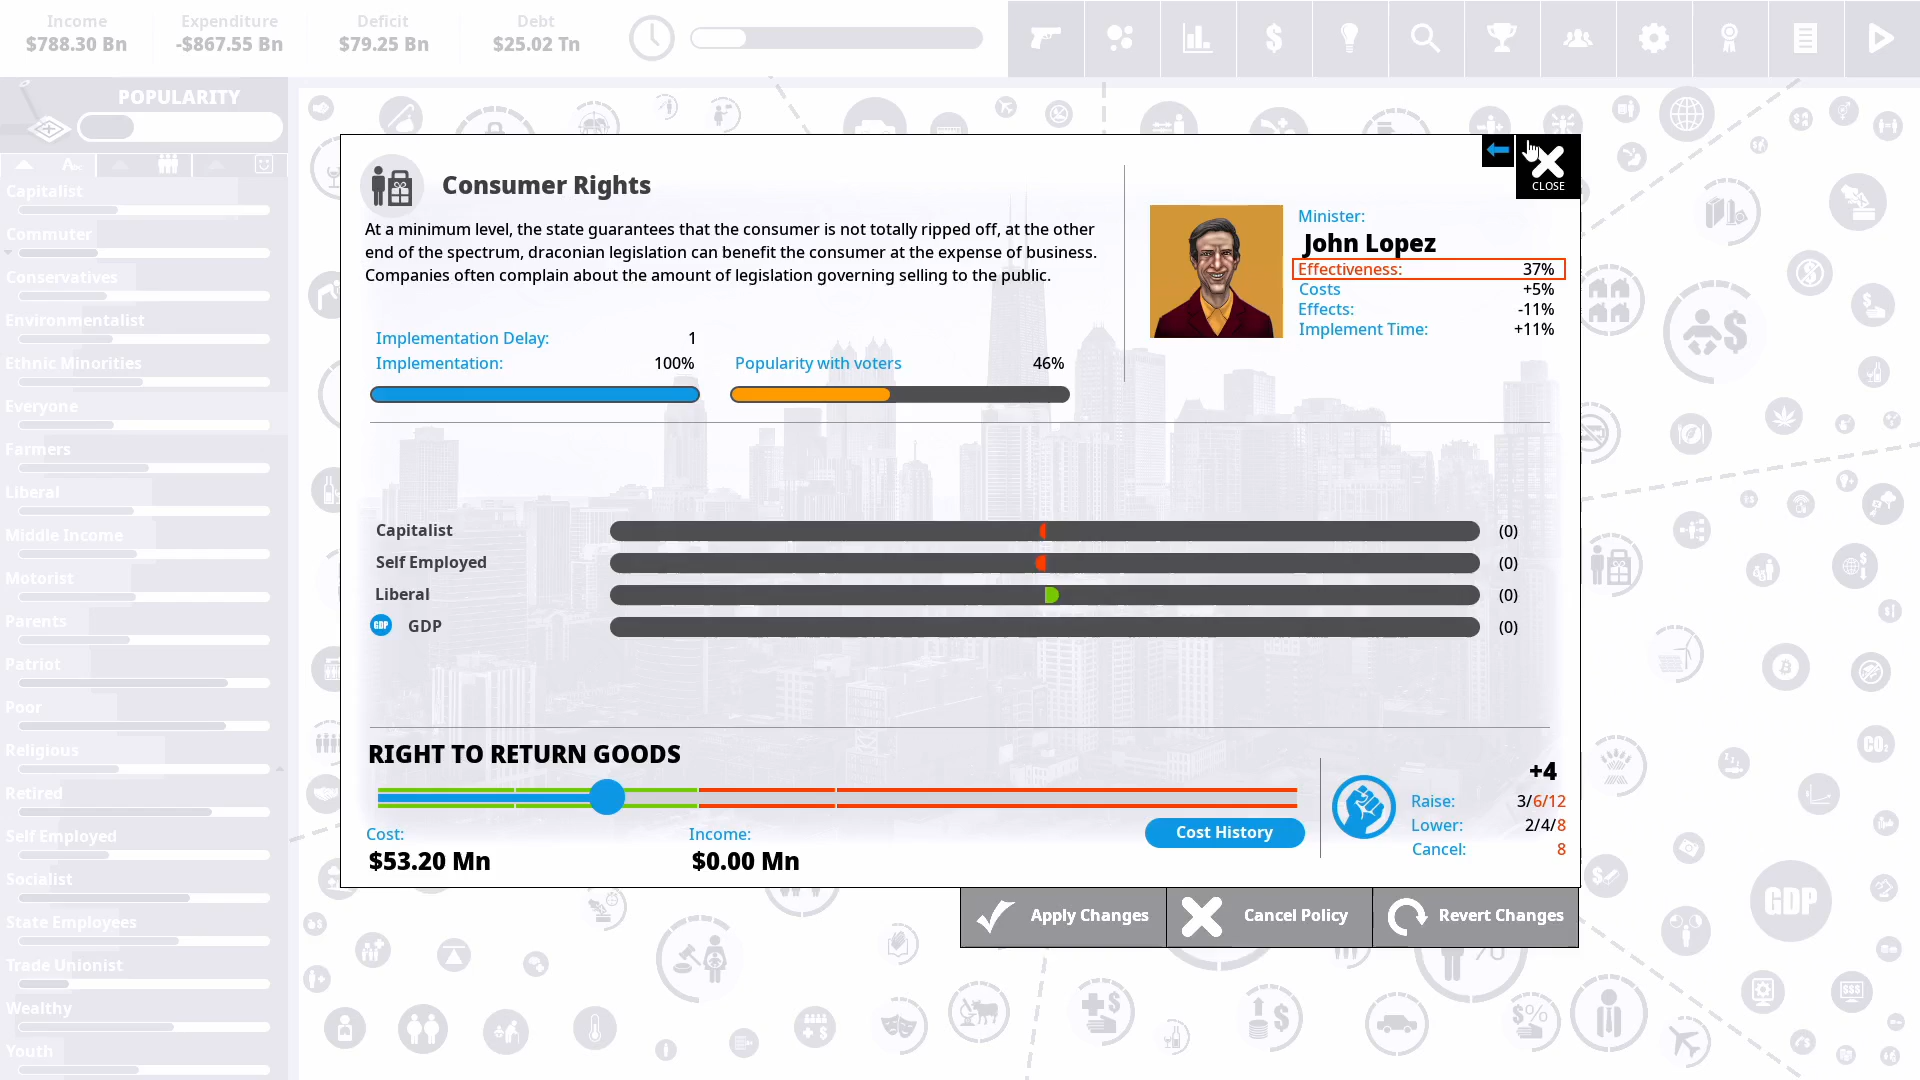 Income
$788.30 Bn
Expenditure
-$867.55 Bn
Deficit
$79.25 Bn
Debt
$25.02 Tn
POPULARITY
Capitalist
Commuter
Conservatives
Environmentalist
Ethnic Minorities
Everyone
Farmers
Liberal
Middle Income
Motorist
Parents
Patriot
Poor
Religious
Retired
Self Employed
Socialist
State Employees
Trade Unionist
Wealthy
Youth
Consumer Rights
At a minimum level, the state guarantees that the consumer is not totally ripped off, at the other
end of the spectrum, draconian legislation can benefit the consumer at the expense of business.
Companies often complain about the amount of legislation governing selling to the public.
Implementation Delay: 1
Implementation: 100%
Popularity with voters 46%
CLOSE
Minister:
John Lopez
Effectiveness: 37%
Costs +5%
Effects: -11%
Implement Time: +11%
Capitalist (0)
Self Employed (0)
Liberal (0)
GDP GDP (0)
RIGHT TO RETURN GOODS
Cost:
$53.20 Mn
Income:
$0.00 Mn
Cost History
+4
Raise: 3/6/12
Lower: 2/4/8
Cancel: 8
Apply Changes
Cancel Policy
Revert Changes
CO₂
GDP